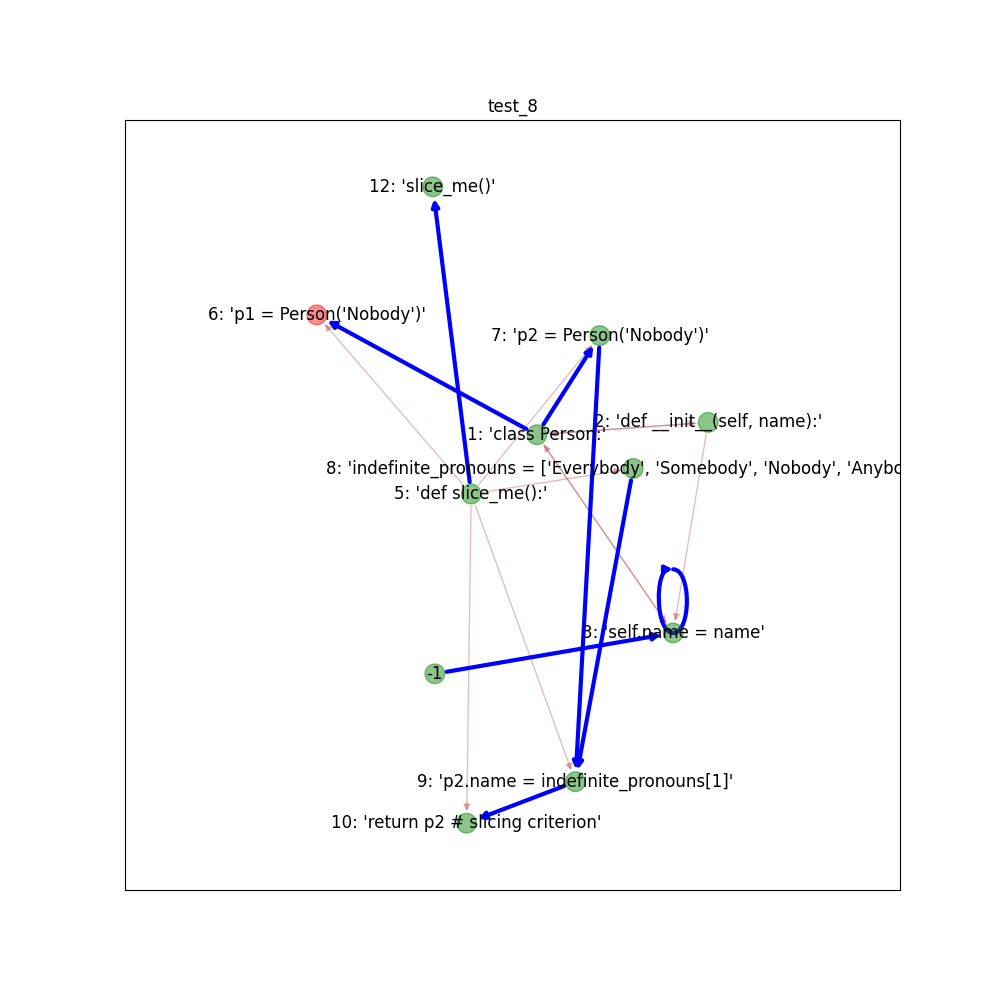 test_8
12: 'slice_me()'
6: 'p1 = Person('Nobody')'
7: 'p2 = Person('Nobody')'
2: 'def __init__(self, name):'
1: 'class Person:'
8: 'indefinite_pronouns = ['Everybody', 'Somebody', 'Nobody', 'Anybo
5: 'def slice_me():'
3: 'self.name = name'
-1
9: 'p2.name = indefinite_pronouns[1]'
10: 'return p2 # slicing criterion'